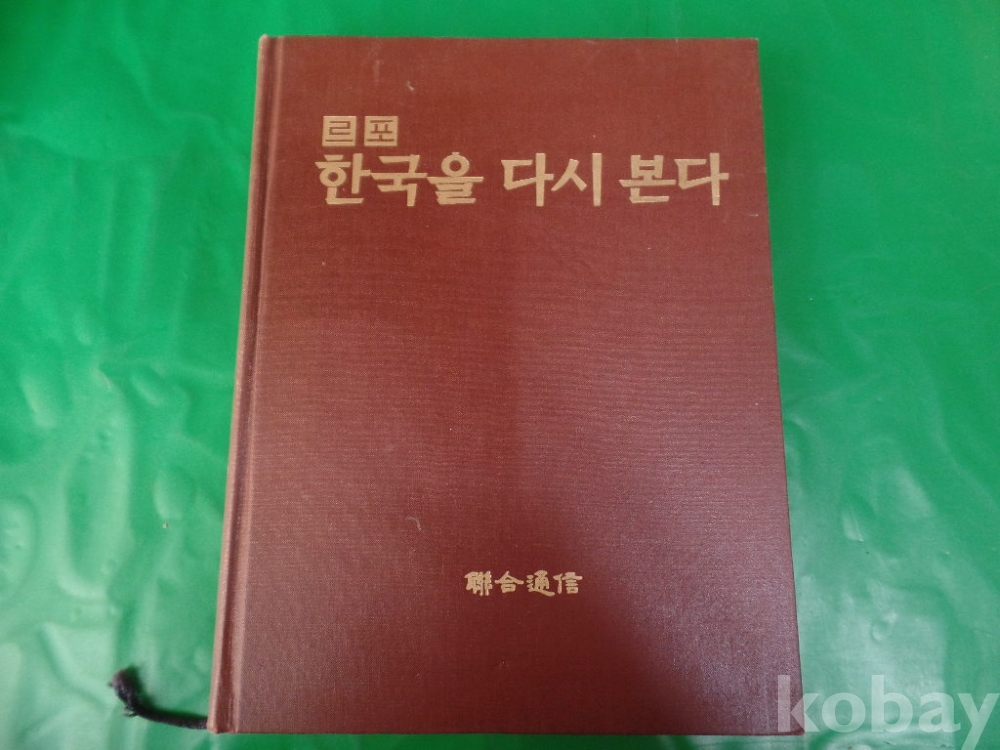 르포
한국을 다시 본다
聯合通信
kobay